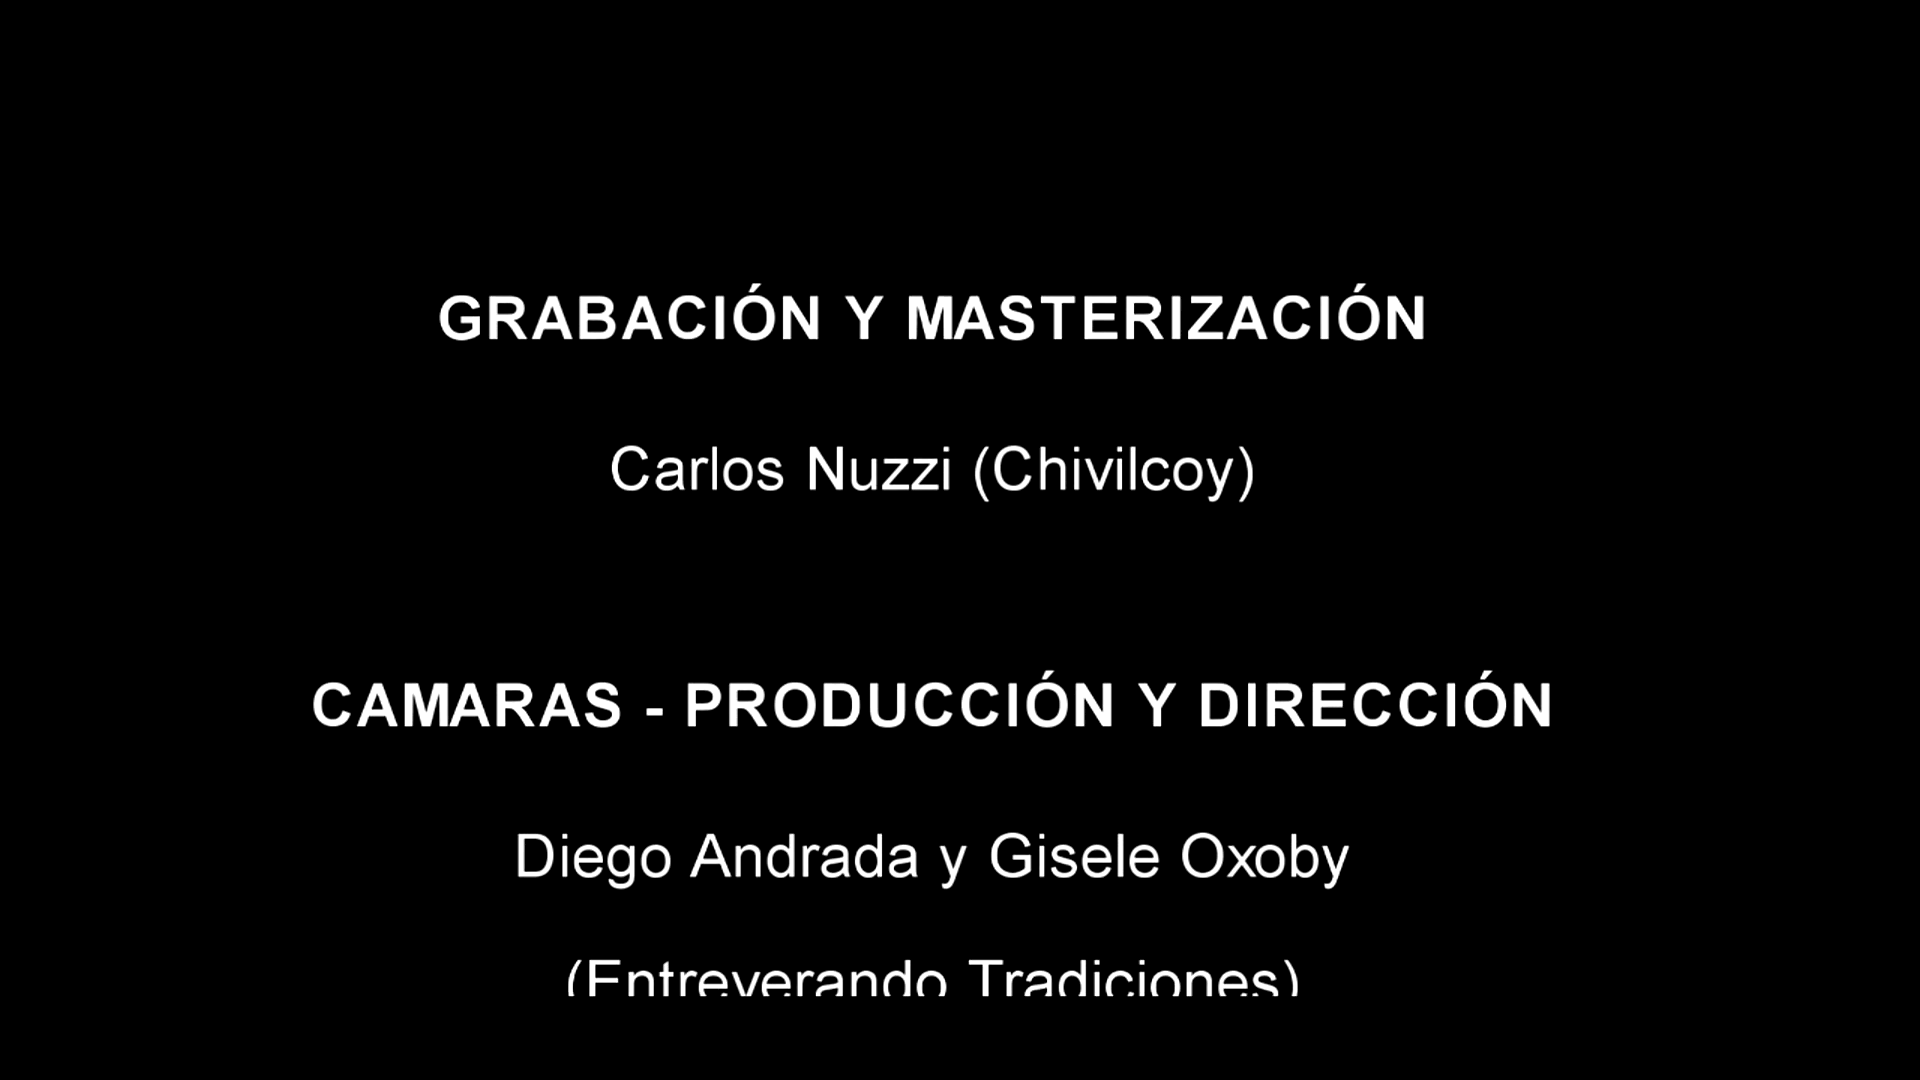 GRABACIÓN Y MASTERIZACIÓN
Carlos Nuzzi (Chivilcoy)
CAMARAS - PRODUCCIÓN Y DIRECCIÓN
Diego Andrada y Gisele Oxoby
(Entreverando Tradiciones)